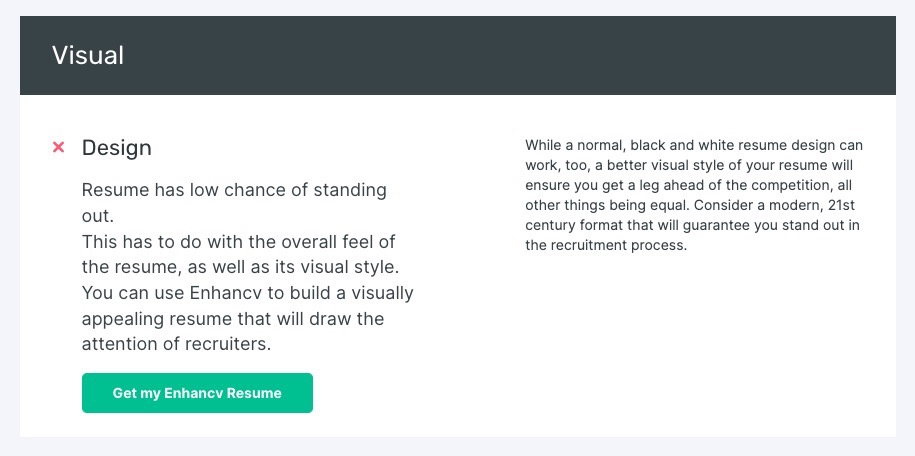 Visual
Design
Resume has low chance of standing
out.
This has to do with the overall feel of
the resume, as well as its visual style.
You can use Enhancv to build a visually
appealing resume that will draw the
attention of recruiters.
Get my Enhancv Resume
While a normal, black and white resume design can
work, too, a better visual style of your resume will
ensure you get a leg ahead of the competition, all
other things being equal. Consider a modern, 21st
century format that will guarantee you stand out in
the recruitment process.